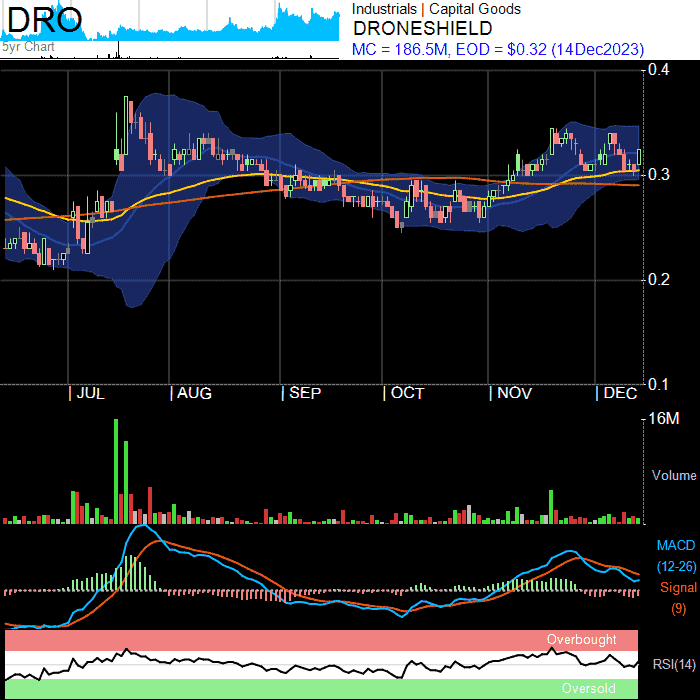 DRO
5yr Chart
Industrials | Capital Goods
DRONESHIELD
MC = 186.5M, EOD = $0.32 (14Dec2023)
0.4
0.3
0.2
0.1
JUL
AUG
SEP
OCT
NOV
DEC
16M
Volume
MACD
(12-26)
Signal
(9)
Overbought
RSI(14)
Oversold